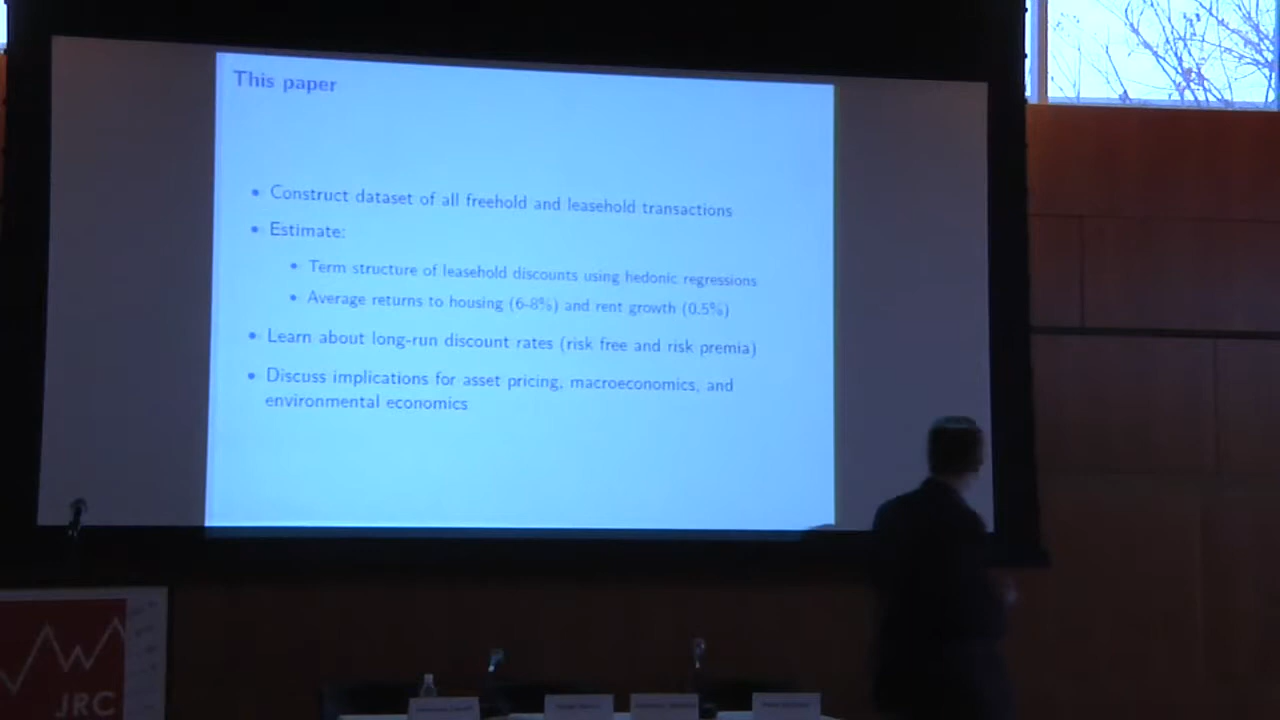 This paper
• Construct dataset of all freehold and leasehold transactions
• Estimate:
• Term structure of leasehold discounts using hedonic regressions
• Average returns to housing (6-8%) and rent growth (0.5%)
• Learn about long-run discount rates (risk free and risk premia)
• Discuss implications for asset pricing, macroeconomics, and
environmental economics
JRC